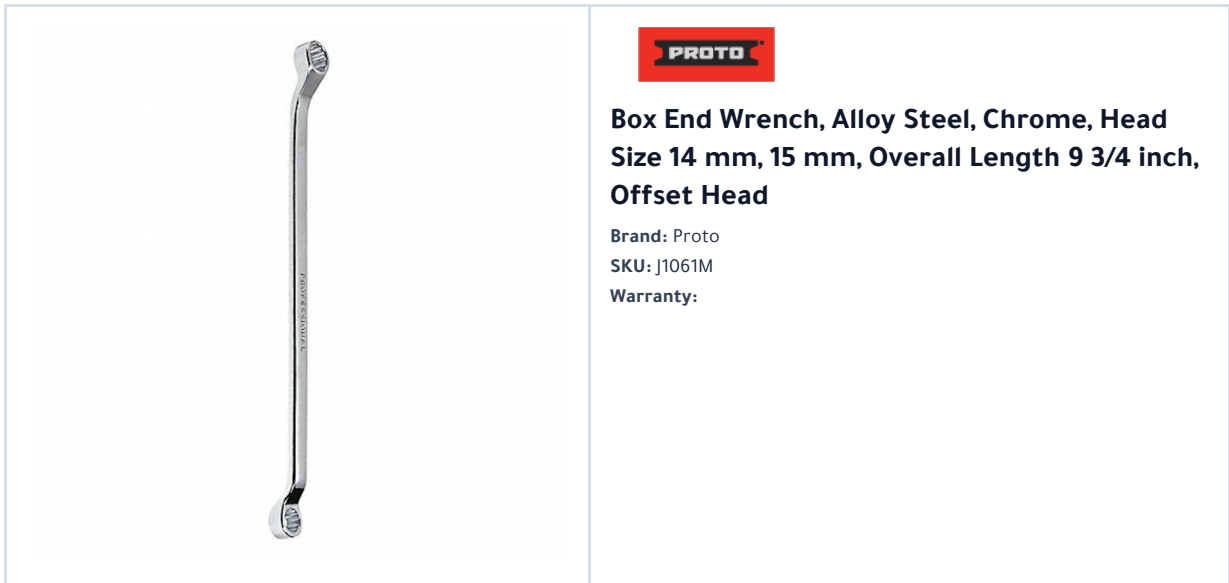 PROFESSIONAL
PROTO
Box End Wrench, Alloy Steel, Chrome, Head
Size 14 mm, 15 mm, Overall Length 9 3/4 inch,
Offset Head
Brand: Proto
SKU: J1061M
Warranty: